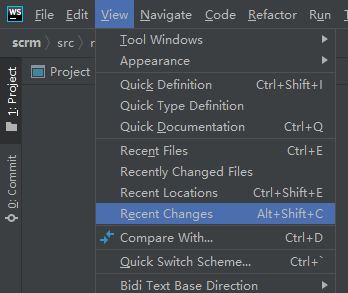 WS File Edit View Navigate Code Refactor Run
scrm src
1: Project
Project
0: Commit
Tool Windows
Appearance
Quick Definition Ctrl+Shift+I
Quick Type Definition
Quick Documentation Ctrl+Q
Recent Files Ctrl+E
Recently Changed Files
Recent Locations Ctrl+Shift+E
Recent Changes Alt+Shift+C
Compare With... Ctrl+D
Quick Switch Scheme... Ctrl+`
Bidi Text Base Direction